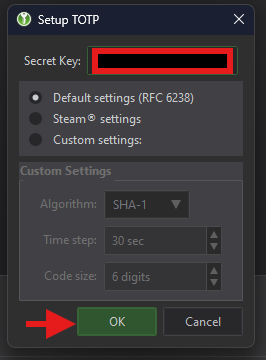 Setup TOTP
Secret Key:
Default settings (RFC 6238)
Steam® settings
Custom settings:
Custom Settings
Algorithm: SHA-1
Time step: 30 sec
Code size: 6 digits
OK Cancel